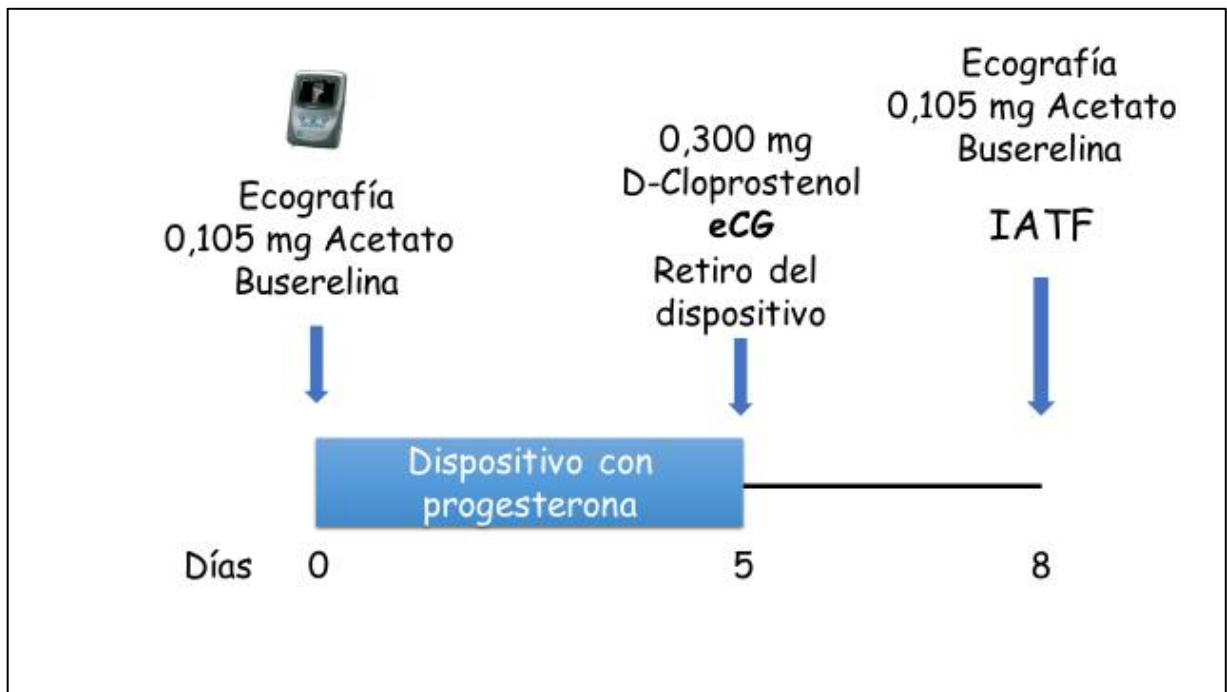 Ecografía
0,105 mg Acetato
Buserelina
0,300 mg
D-Cloprostenol
eCG
Retiro del
dispositivo
Ecografía
0,105 mg Acetato
Buserelina
IATF
Dispositivo con
progesterona
Días 0 5 8